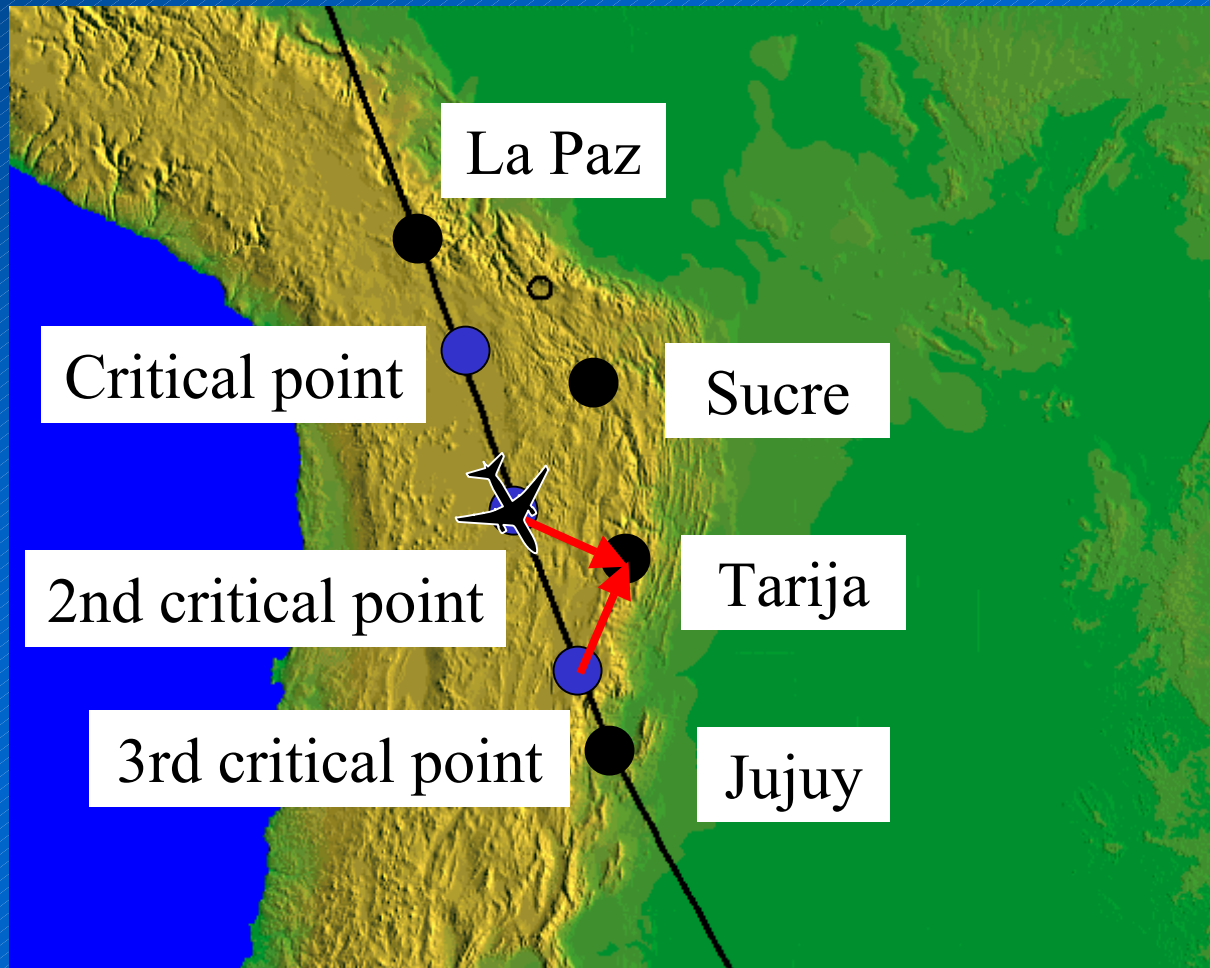 La Paz
Critical point
Sucre
2nd critical point
Tarija
3rd critical point
Jujuy